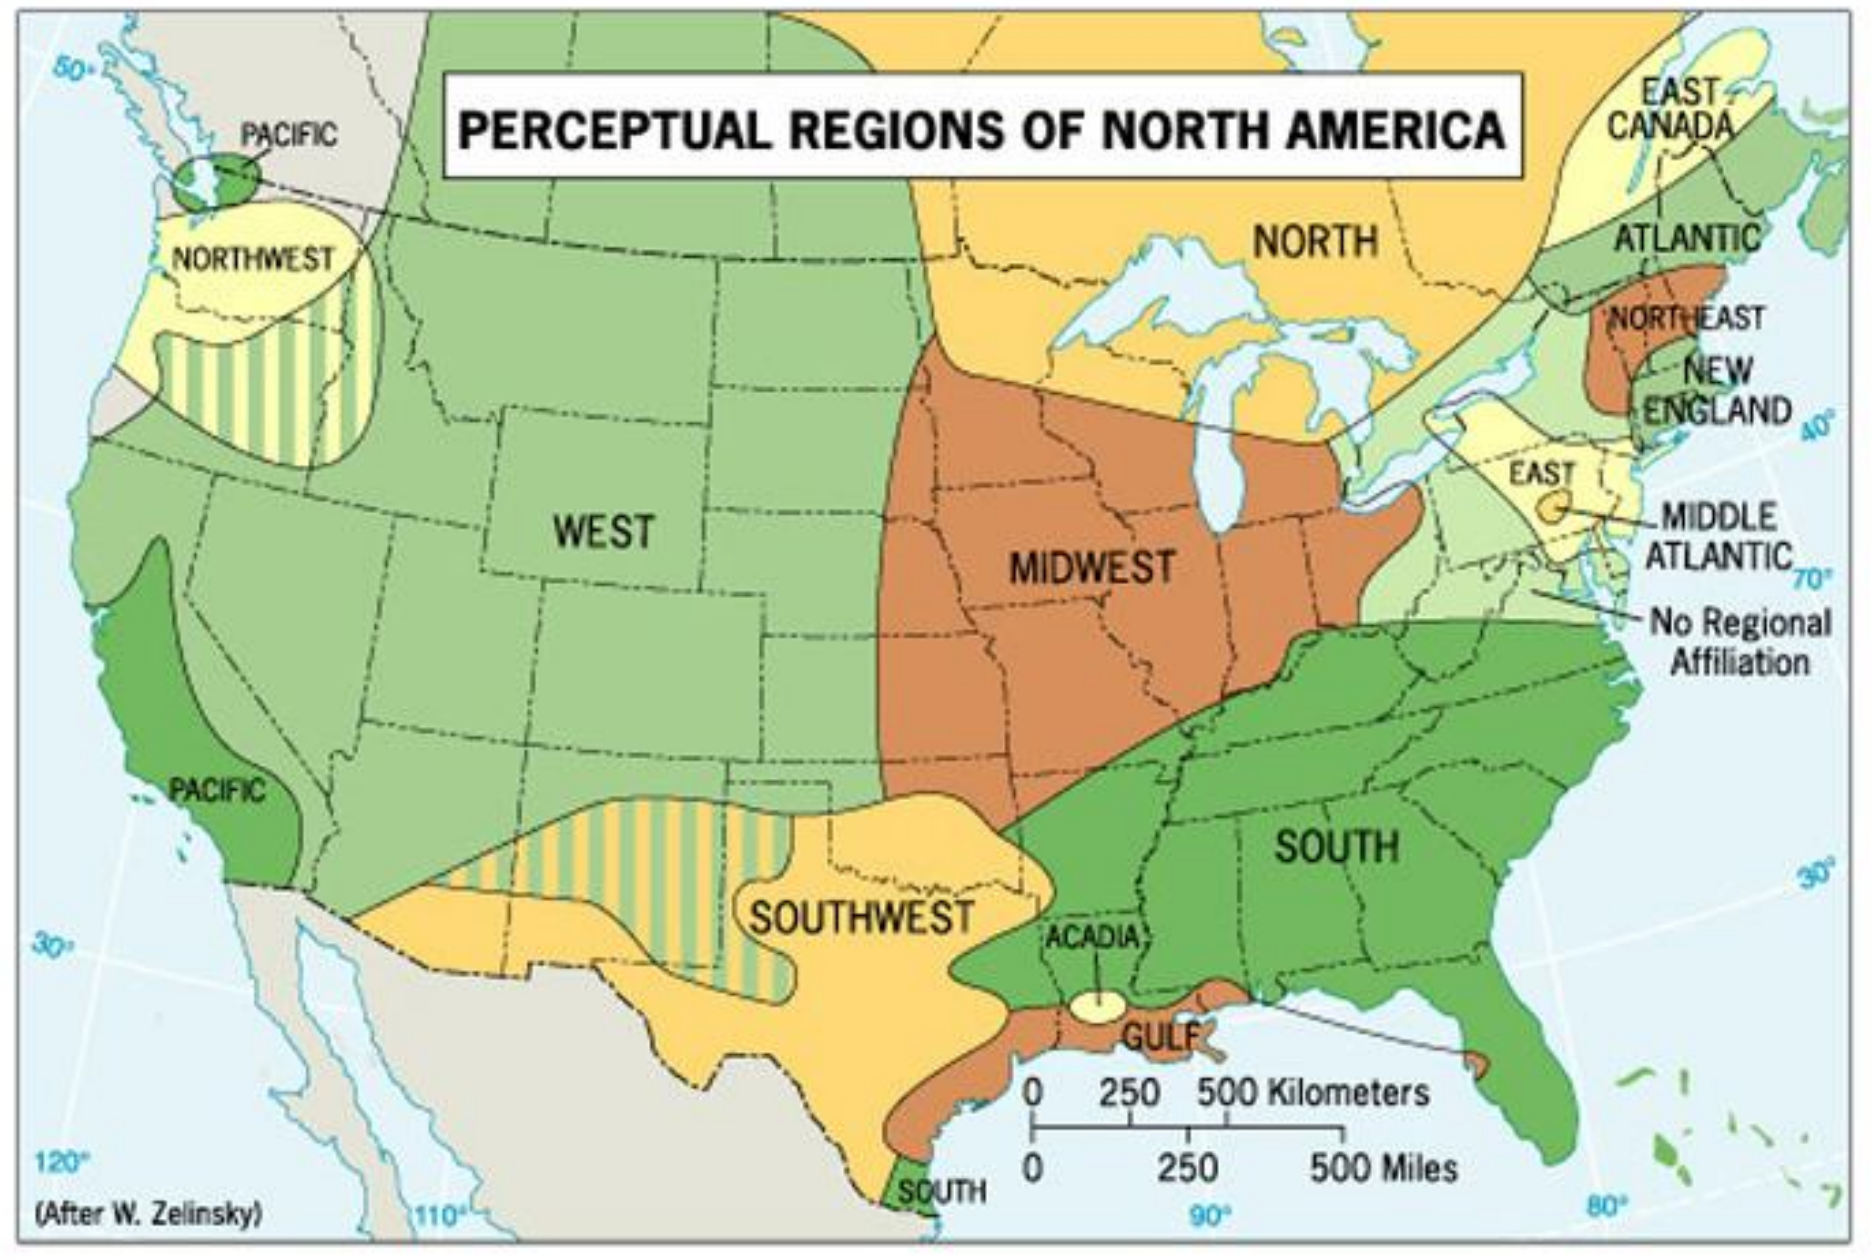 PERCEPTUAL REGIONS OF NORTH AMERICA
50°
PACIFIC
EAST
CANADA
NORTHWEST
NORTH
ATLANTIC
NORTHEAST
NEW
ENGLAND
40°
EAST
WEST
MIDWEST
MIDDLE
ATLANTIC
70°
No Regional
Affiliation
PACIFIC
SOUTH
30°
SOUTHWEST
ACADIA
30°
GULF
0 250 500 Kilometers
0 250 500 Miles
120°
SOUTH
(After W. Zelinsky)
110°
90°
80°